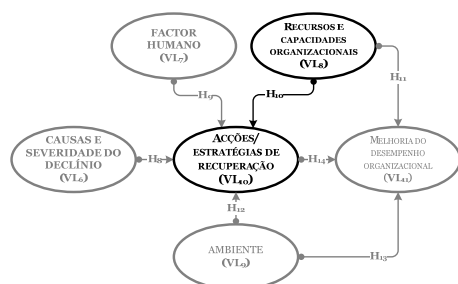 FACTOR
HUMANO
(VL7)
RECURSOS E
CAPACIDADES
ORGANIZACIONAIS
(VL8)
H11
H9
H10
CAUSAS E
SEVERIDADE DO
DECLÍNIO
(VL6)
H8
ACÇÕES/
ESTRATÉGIAS DE
RECUPERAÇÃO
(VL10)
H14
MELHORIA DO
DESEMPENHO
ORGANIZACIONAL
(VL11)
H12
AMBIENTE
(VL9)
H13